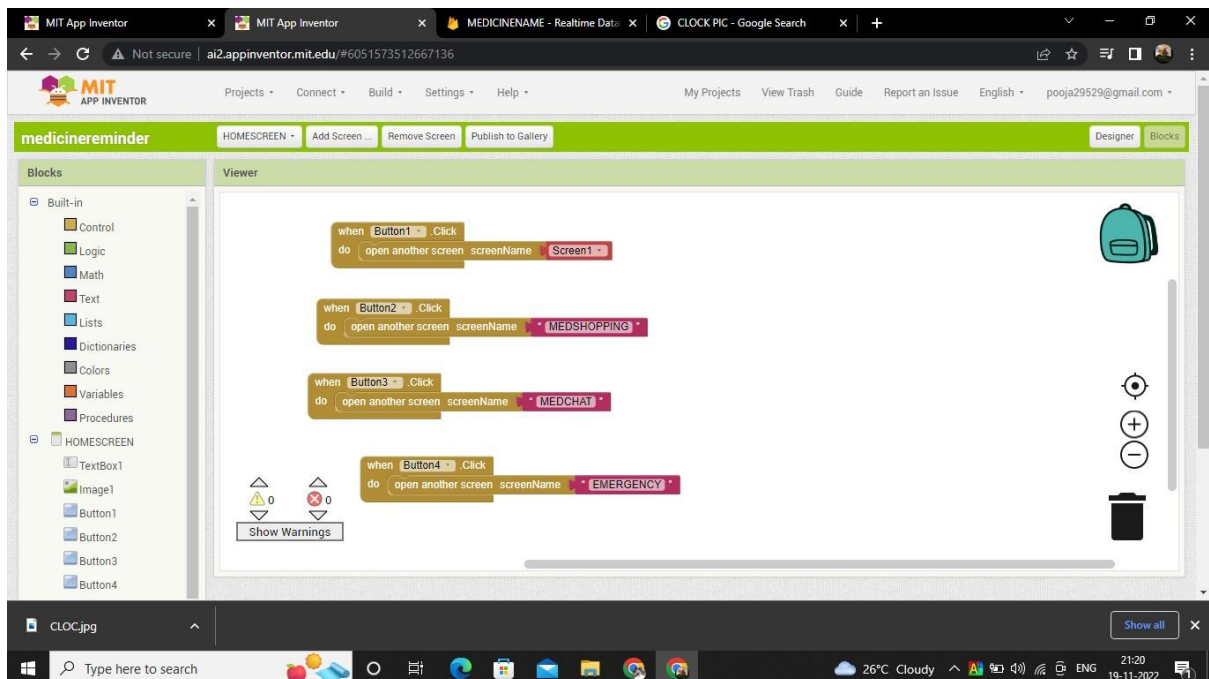 MIT App Inventor
MIT App Inventor
MEDICINENAME - Realtime Data
CLOCK PIC - Google Search
Not secure
ai2.appinventor.mit.edu/#6051573512667136
MIT
APP INVENTOR
Projects
Connect
Build
Settings
Help
My Projects
View Trash
Guide
Report an Issue
English
pooja29529@gmail.com
medicinereminder
HOMESCREEN
Add Screen ...
Remove Screen
Publish to Gallery
Designer
Blocks
Blocks
Viewer
Built-in
Control
Logic
Math
Text
Lists
Dictionaries
Colors
Variables
Procedures
HOMESCREEN
TextBox1
Image1
Button1
Button2
Button3
Button4
when Button1 .Click
do open another screen screenName Screen1
when Button2 .Click
do open another screen screenName " MEDSHOPPING "
when Button3 .Click
do open another screen screenName " MEDCHAT "
when Button4 .Click
do open another screen screenName " EMERGENCY "
0
0
Show Warnings
CLOC.jpg
Show all
Type here to search
26°C Cloudy
ENG
21:20
19-11-2022